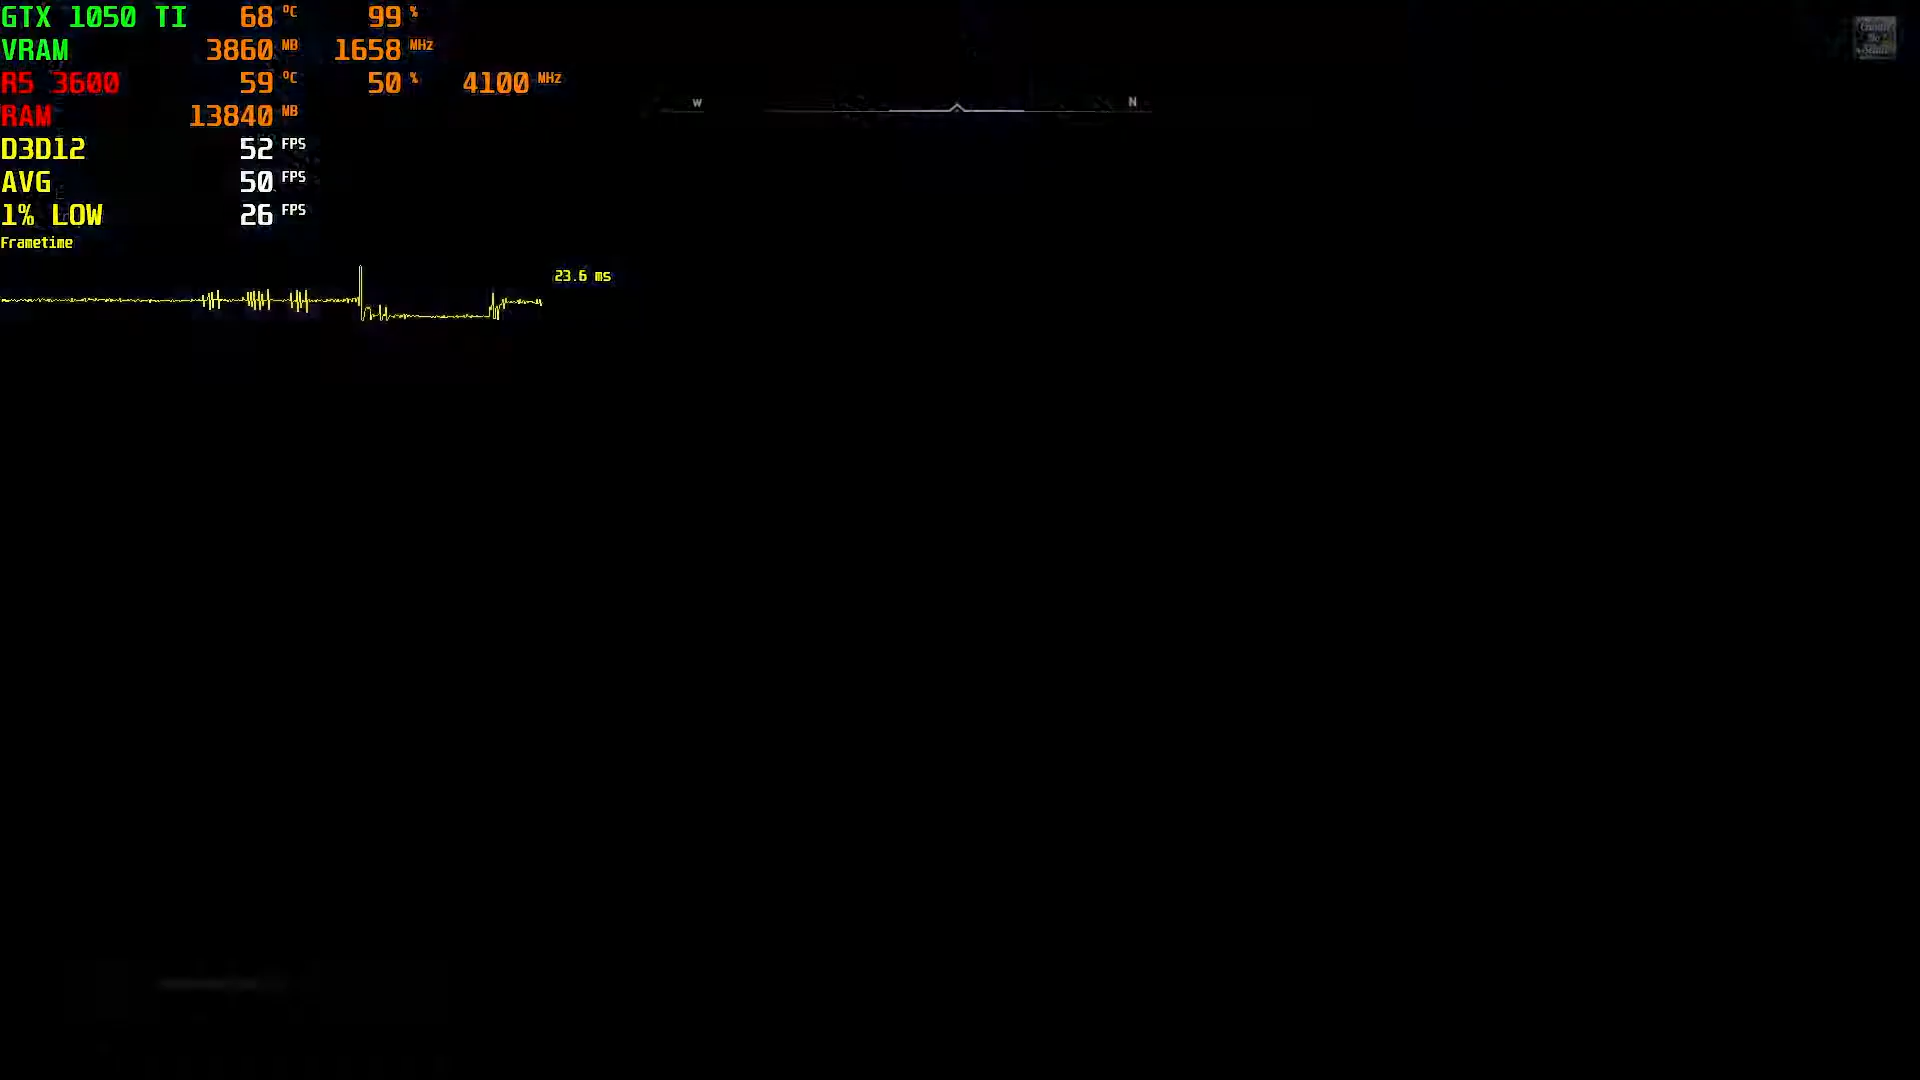 GTX 1050 TI 68 °C 99 %
VRAM 3860 MB 1658 MHz
R5 3600 59 °C 50 % 4100 MHz
RAM 13840 MB
D3D12 52 FPS
AVG 50 FPS
1% LOW 26 FPS
Frametime
23.6 ms
W N